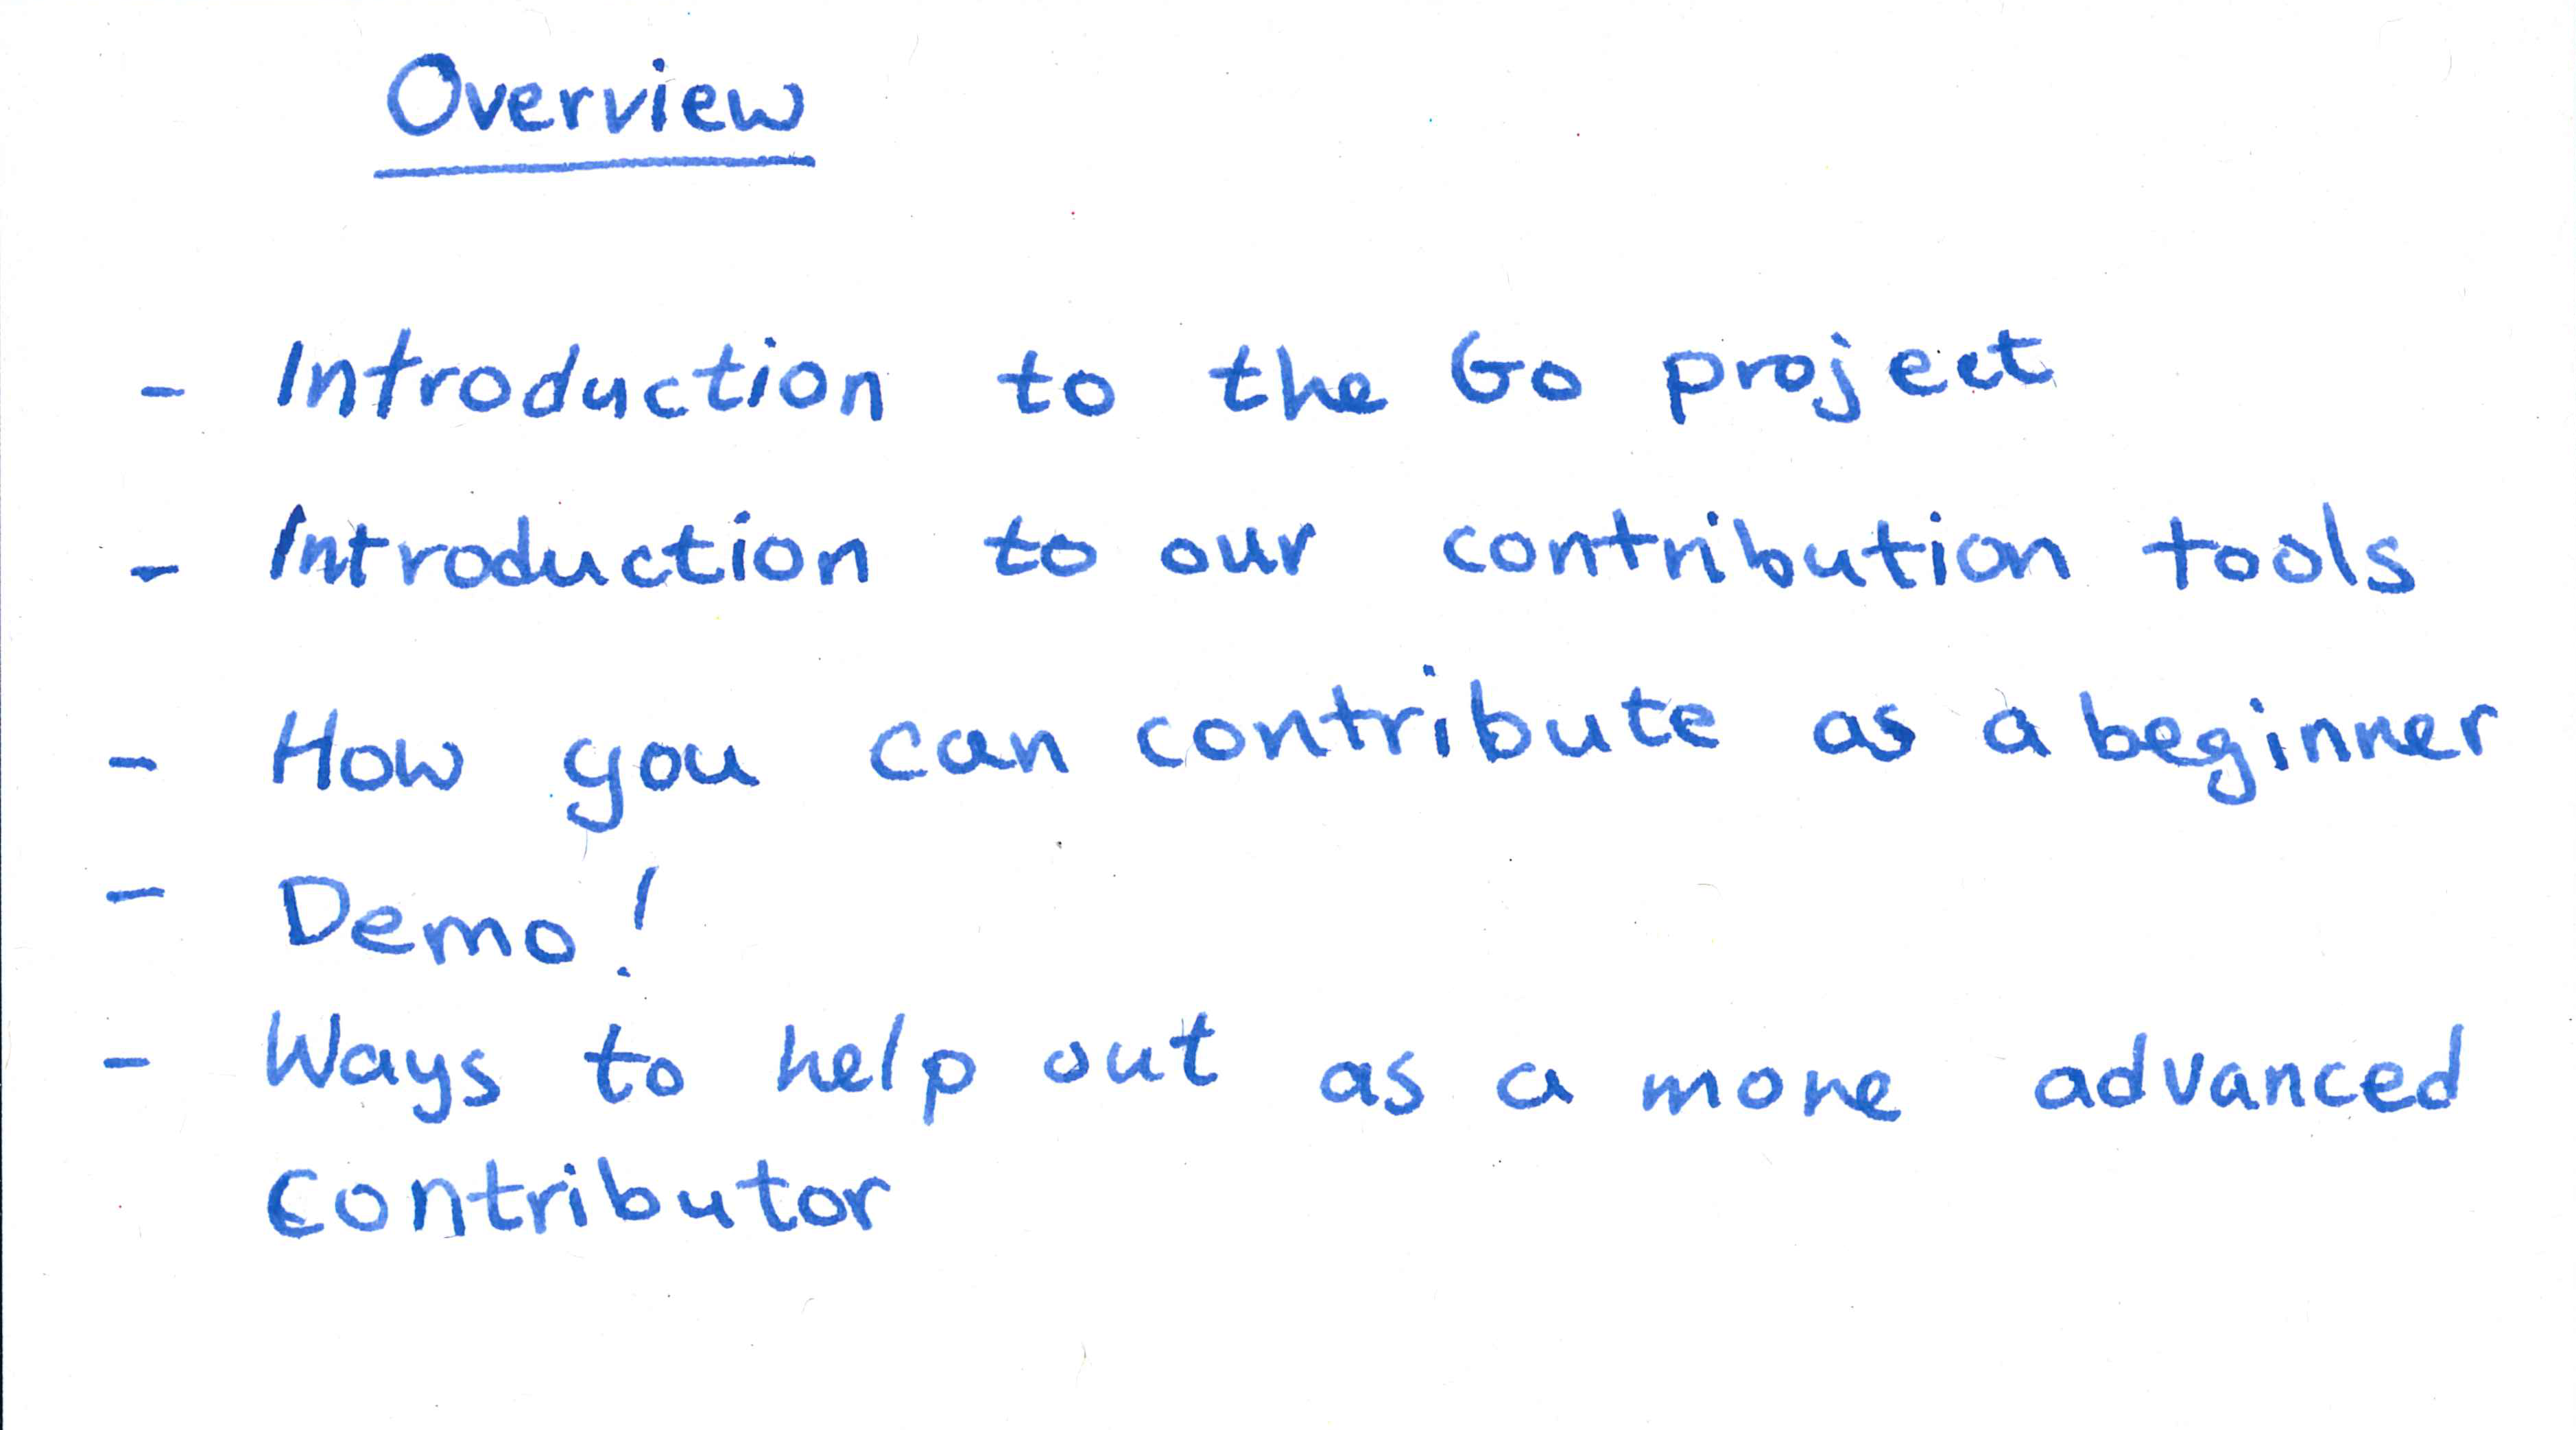 Overview
- Introduction to the Go project
- Introduction to our contribution tools
- How you can contribute as a beginner
- Demo!
- Ways to help out as a more advanced
contributor